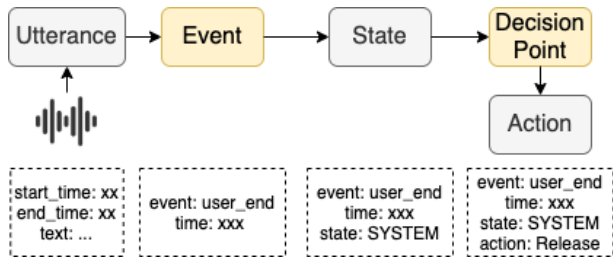 Utterance
Event
State
Decision
Point
Action
start_time: xx
end_time: xx
text: ...
event: user_end
time: xxx
event: user_end
time: xxx
state: SYSTEM
event: user_end
time: xxx
state: SYSTEM
action: Release